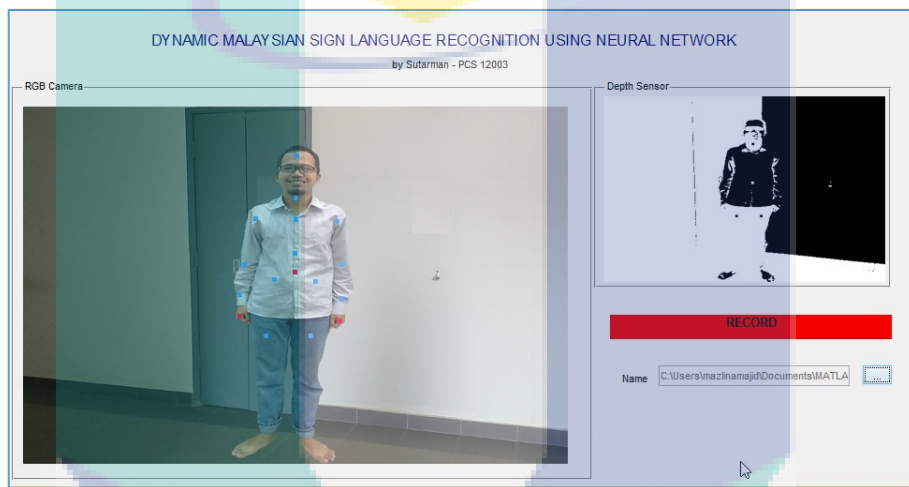 DYNAMIC MALAYSIAN SIGN LANGUAGE RECOGNITION USING NEURAL NETWORK
by Sutarman - PCS 12003
RGB Camera
Depth Sensor
RECORD
Name C:\Users\mazlinamajid\Documents\MATLA ...